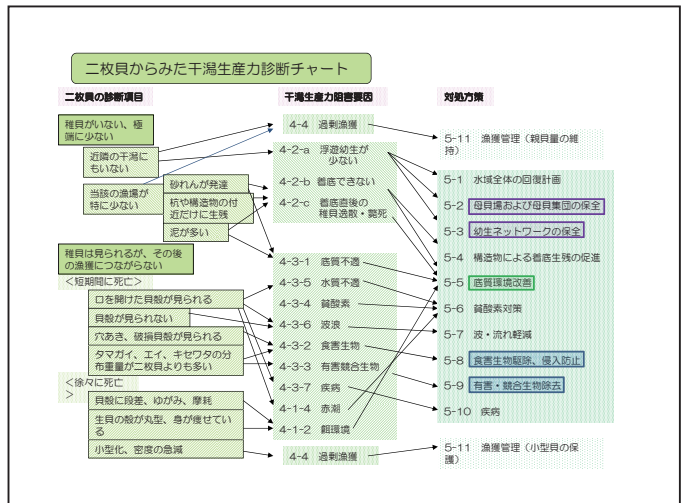 二枚貝からみた干潟生産力診断チャート
二枚貝の診断項目
干潟生産力阻害要因
対処方策
稚貝がいない、極
端に少ない
近隣の干潟に
もいない
当該の漁場が
特に少ない
砂れんが発達
杭や構造物の付
近だけに生残
泥が多い
稚貝は見られるが、その後
の漁獲につながらない
<短期間に死亡>
口を開けた貝殻が見られる
貝殻が見られない
穴あき、破損貝殻が見られる
タマガイ、エイ、キセワタの分
布重量が二枚貝よりも多い
<徐々に死亡
>
貝殻に段差、ゆがみ、摩耗
生貝の殻が丸型、身が痩せてい
る
小型化、密度の急減
4-4 過剰漁獲
4-2-a 浮遊幼生が
少ない
4-2-b 着底できない
4-2-c 着底直後の
稚貝逸散・斃死
4-3-1 底質不適
4-3-5 水質不適
4-3-4 貧酸素
4-3-6 波浪
4-3-2 食害生物
4-3-3 有害競合生物
4-3-7 疾病
4-1-4 赤潮
4-1-2 餌環境
4-4 過剰漁獲
5-11 漁獲管理（親貝量の維
持）
5-1 水域全体の回復計画
5-2 母貝場および母貝集団の保全
5-3 幼生ネットワークの保全
5-4 構造物による着底生残の促進
5-5 底質環境改善
5-6 貧酸素対策
5-7 波・流れ軽減
5-8 食害生物駆除、侵入防止
5-9 有害・競合生物除去
5-10 疾病
5-11 漁獲管理（小型貝の保
護）